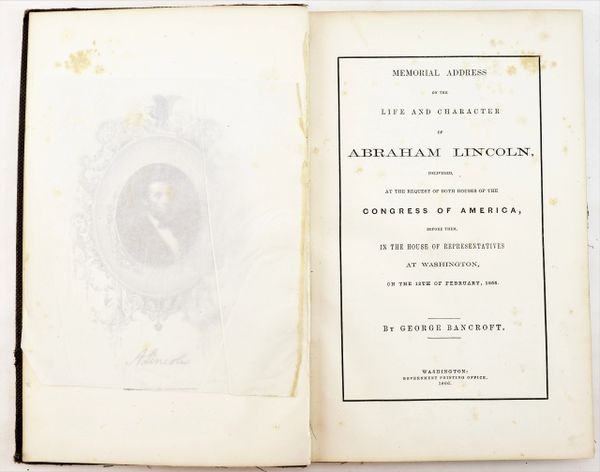 A. Lincoln
MEMORIAL ADDRESS
ON THE
LIFE AND CHARACTER
OF
ABRAHAM LINCOLN,
DELIVERED,
AT THE REQUEST OF BOTH HOUSES OF THE
CONGRESS OF AMERICA,
BEFORE THEM,
IN THE HOUSE OF REPRESENTATIVES
AT WASHINGTON,
ON THE 12TH OF FEBRUARY, 1866.
BY GEORGE BANCROFT.
WASHINGTON:
GOVERNMENT PRINTING OFFICE,
1866.